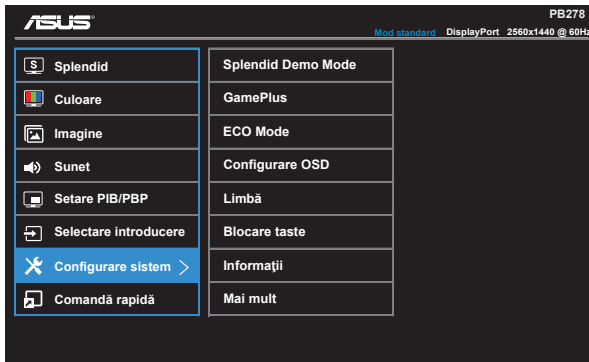 ASUS
PB278
Mod standard DisplayPort 2560x1440 @ 60Hz
S Splendid
Culoare
Imagine
Sunet
Setare PIB/PBP
Selectare introducere
Configurare sistem
Comandă rapidă
Splendid Demo Mode
GamePlus
ECO Mode
Configurare OSD
Limbă
Blocare taste
Informaţii
Mai mult